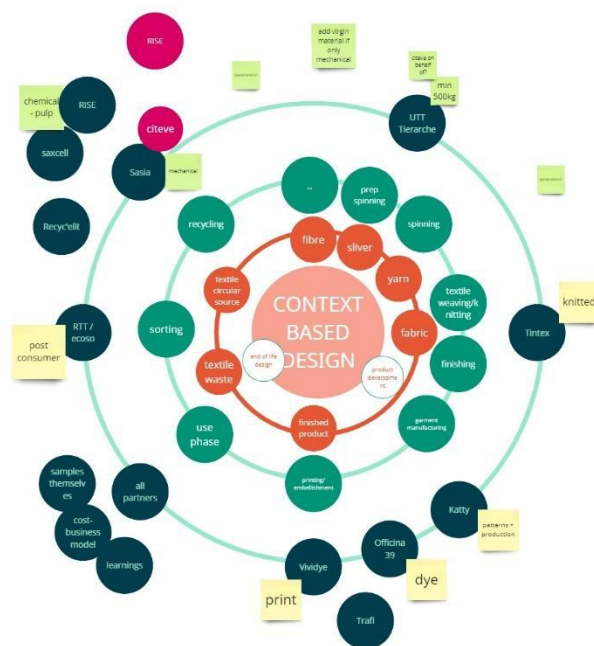 RISE
add virgin
material if
only
mechanical
citeve on
behalf
off?
min
500kg
UTT
Tierarche
chemical
- pulp
RISE
citeve
saxcell
Sasia
mechanical
Recyc'elit
..
prep
spinning
recycling
spinning
fibre
sliver
textile
circular
source
yarn
CONTEXT
BASED
DESIGN
textile
weaving/k
nitting
knitted
Tintex
RTT /
ecoso
sorting
fabric
post
consumer
end of life
design
product
developme
nt
finishing
textile
waste
use
phase
finished
product
garment
manufacturing
printing/
embellishment
samples
themselv
es
all
partners
cost-
business
model
learnings
Katty
patterns +
production
Officina
39
Vividye
dye
print
Trafi